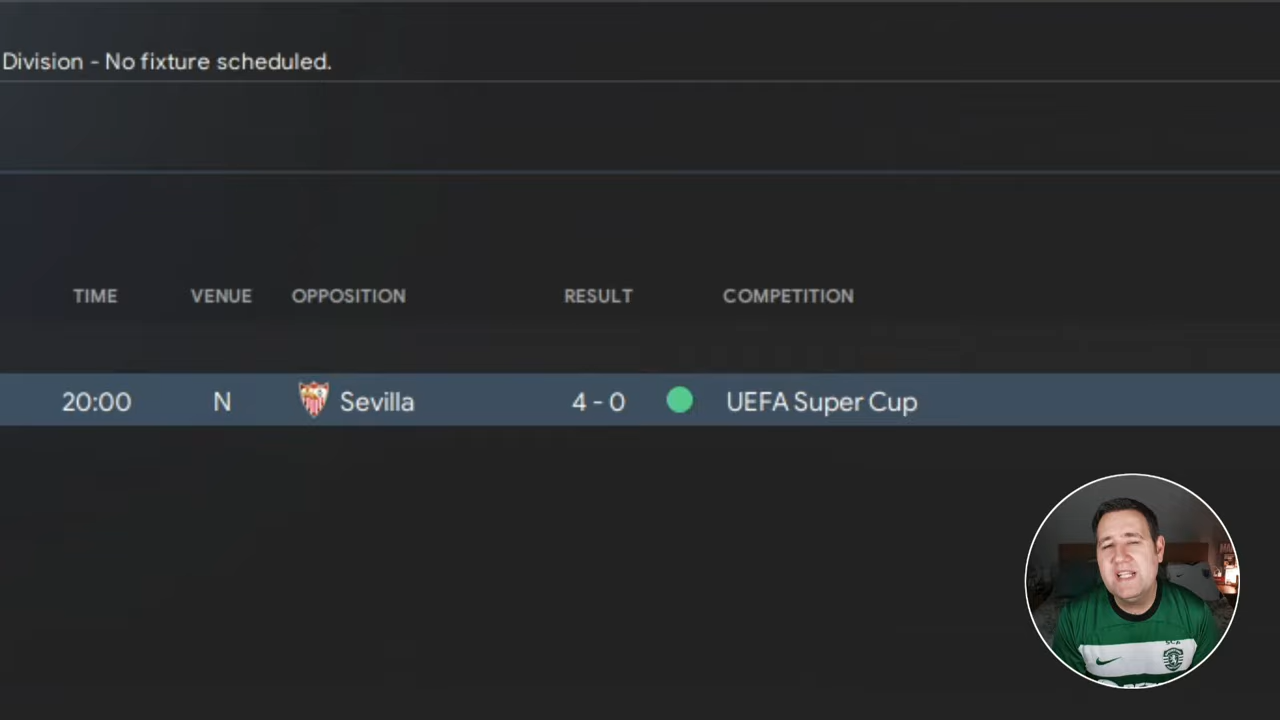 Division - No fixture scheduled.
TIME VENUE OPPOSITION RESULT COMPETITION
20:00 N Sevilla 4 - 0 UEFA Super Cup